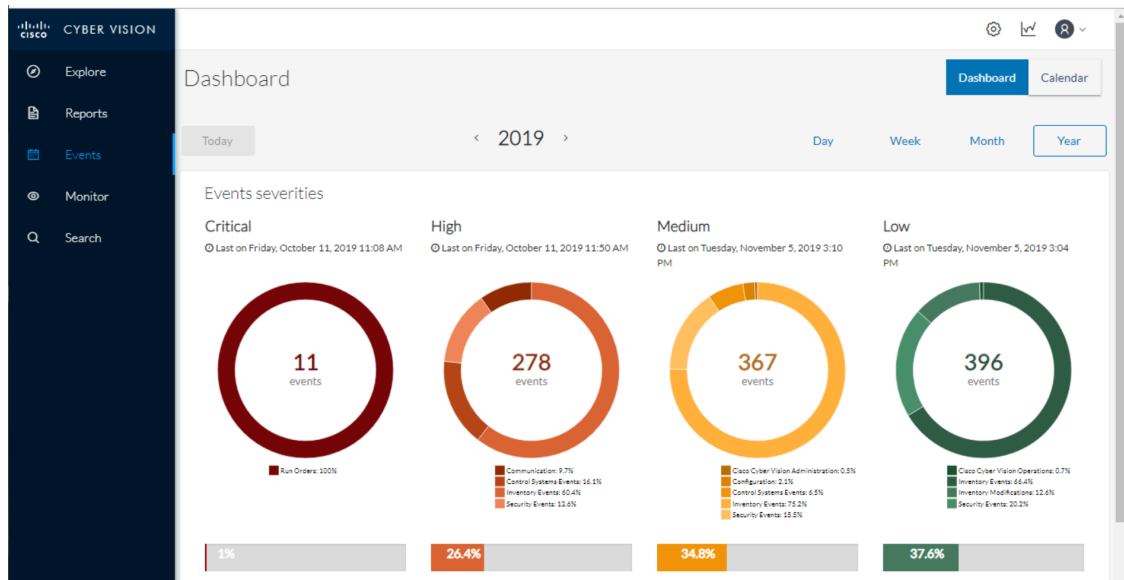 cisco CYBER VISION
Explore
Reports
Events
Monitor
Search
Dashboard
Dashboard Calendar
Today
‹ 2019 ›
Day Week Month Year
Events severities
Critical
Last on Friday, October 11, 2019 11:08 AM
11
events
Run Orders: 100%
1%
High
Last on Friday, October 11, 2019 11:50 AM
278
events
Communication: 9.7%
Control Systems Events: 16.1%
Inventory Events: 60.4%
Security Events: 13.6%
26.4%
Medium
Last on Tuesday, November 5, 2019 3:10
PM
367
events
Cisco Cyber Vision Administration: 0.5%
Configuration: 2.1%
Control Systems Events: 6.5%
Inventory Events: 75.2%
Security Events: 15.5%
34.8%
Low
Last on Tuesday, November 5, 2019 3:04
PM
396
events
Cisco Cyber Vision Operations: 0.7%
Inventory Events: 66.4%
Inventory Modifications: 12.6%
Security Events: 20.2%
37.6%